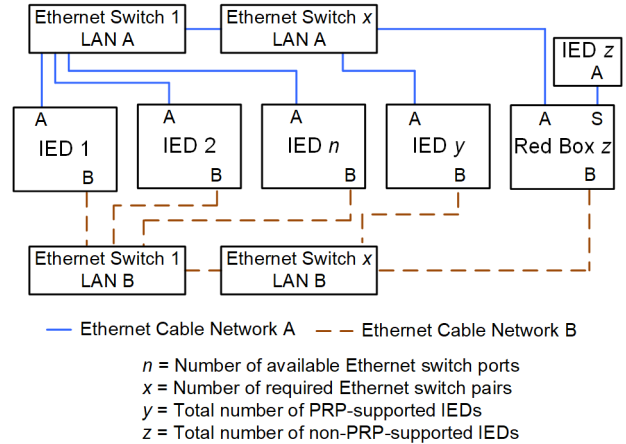 Ethernet Switch 1
LAN A
Ethernet Switch x
LAN A
IED z
A
A
IED 1
B
A
IED 2
B
A
IED n
B
A
IED y
B
A S
Red Box z
B
Ethernet Switch 1
LAN B
Ethernet Switch x
LAN B
Ethernet Cable Network A
Ethernet Cable Network B
n = Number of available Ethernet switch ports
x = Number of required Ethernet switch pairs
y = Total number of PRP-supported IEDs
z = Total number of non-PRP-supported IEDs